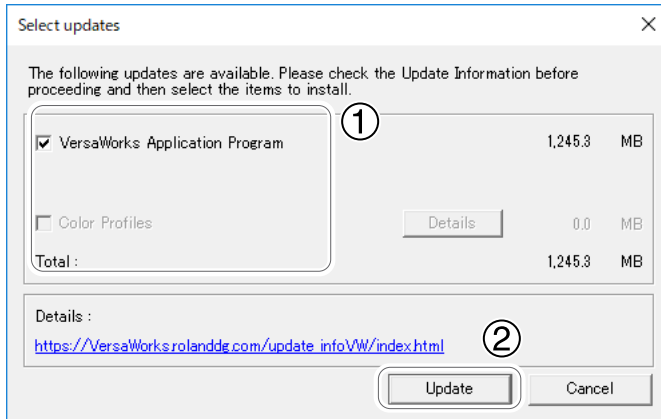 Select updates
The following updates are available. Please check the Update Information before
proceeding and then select the items to install.
①
VersaWorks Application Program 1,245.3 MB
Color Profiles Details 0.0 MB
Total : 1,245.3 MB
Details :
https://VersaWorks.rolanddg.com/update_infoVW/index.html
②
Update Cancel